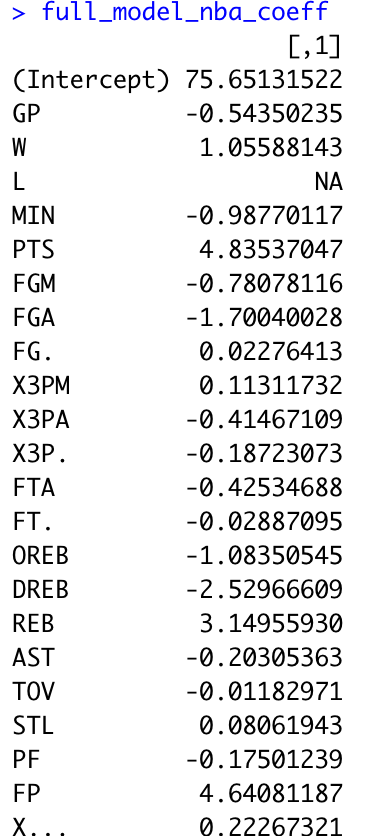 > full_model_nba_coeff
[,1]
(Intercept) 75.65131522
GP -0.54350235
W 1.05588143
L NA
MIN -0.98770117
PTS 4.83537047
FGM -0.78078116
FGA -1.70040028
FG. 0.02276413
X3PM 0.11311732
X3PA -0.41467109
X3P. -0.18723073
FTA -0.42534688
FT. -0.02887095
OREB -1.08350545
DREB -2.52966609
REB 3.14955930
AST -0.20305363
TOV -0.01182971
STL 0.08061943
PF -0.17501239
FP 4.64081187
X... 0.22267321